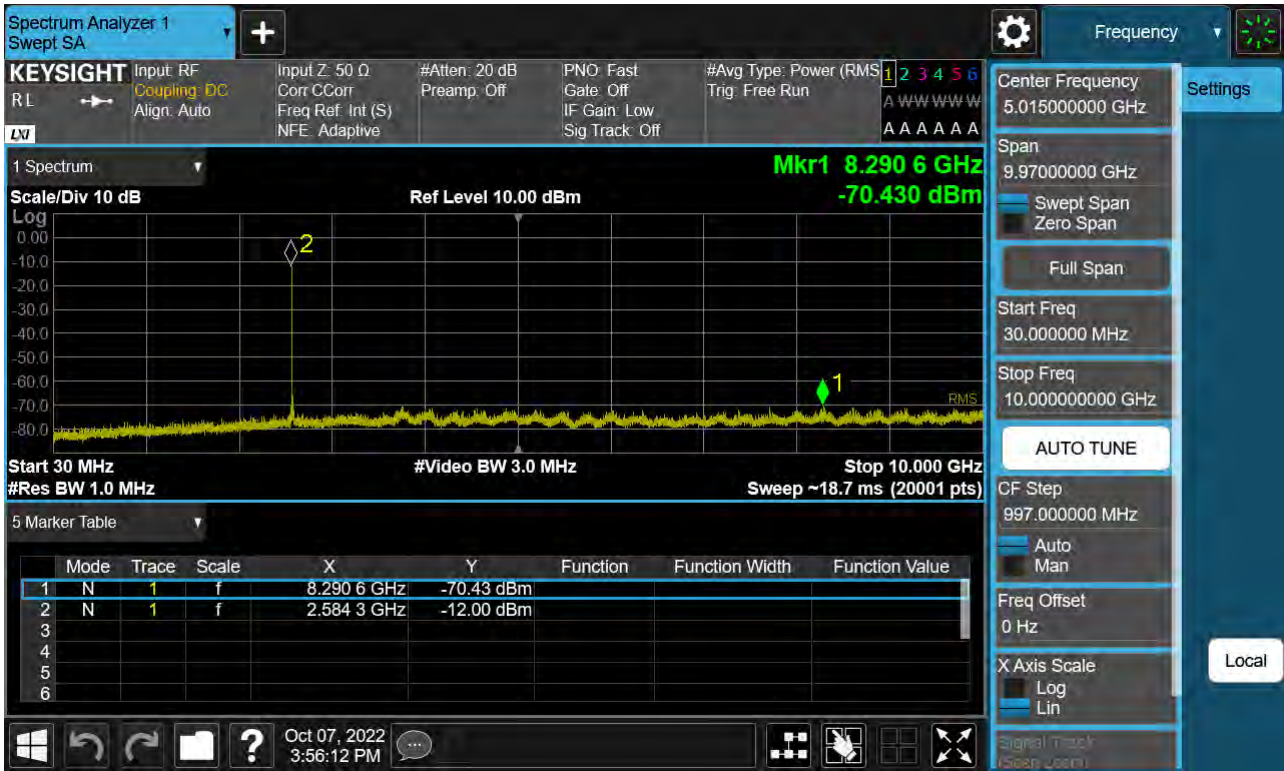 Spectrum Analyzer 1
Swept SA
+
Frequency
KEYSIGHT
RL
LXI
Input: RF
Coupling: DC
Align: Auto
Input Z: 50 Ω
Corr CCorr
Freq Ref: Int (S)
NFE: Adaptive
#Atten: 20 dB
Preamp: Off
PNO: Fast
Gate: Off
IF Gain: Low
Sig Track: Off
#Avg Type: Power (RMS
Trig: Free Run
1 2 3 4 5 6
A W W W W W
A A A A A A
1 Spectrum
Scale/Div 10 dB
Ref Level 10.00 dBm
Mkr1 8.290 6 GHz
-70.430 dBm
Log
0.00
-10.0
-20.0
-30.0
-40.0
-50.0
-60.0
-70.0
-80.0
2
1
RMS
Start 30 MHz
#Video BW 3.0 MHz
Stop 10.000 GHz
#Res BW 1.0 MHz
Sweep ~18.7 ms (20001 pts)
5 Marker Table
Mode Trace Scale X Y Function Function Width Function Value
1 N 1 f 8.290 6 GHz -70.43 dBm
2 N 1 f 2.584 3 GHz -12.00 dBm
3
4
5
6
Center Frequency
5.015000000 GHz
Settings
Span
9.97000000 GHz
Swept Span
Zero Span
Full Span
Start Freq
30.000000 MHz
Stop Freq
10.000000000 GHz
AUTO TUNE
CF Step
997.000000 MHz
Auto
Man
Freq Offset
0 Hz
X Axis Scale
Log
Lin
Local
Signal Track
(Span Zoom)
?
Oct 07, 2022
3:56:12 PM